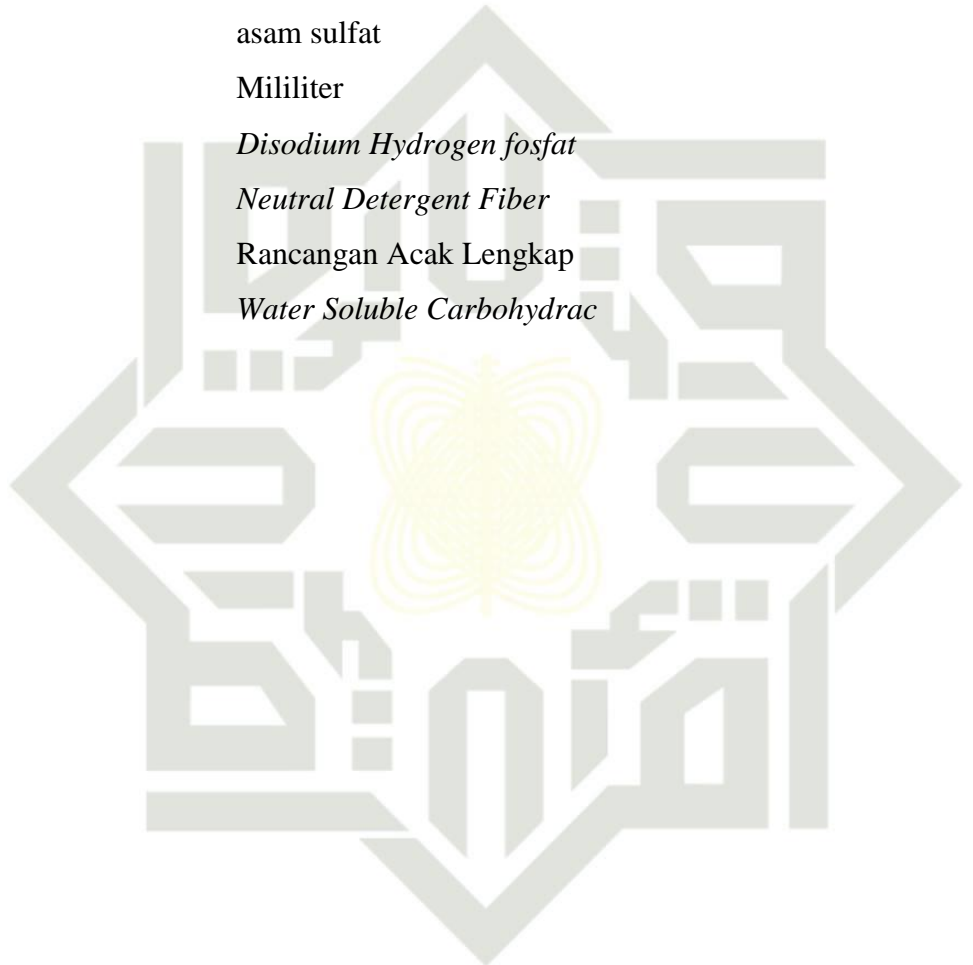 asam sulfat
Mililiter
Disodium Hydrogen fosfat
Neutral Detergent Fiber
Rancangan Acak Lengkap
Water Soluble Carbohydrac